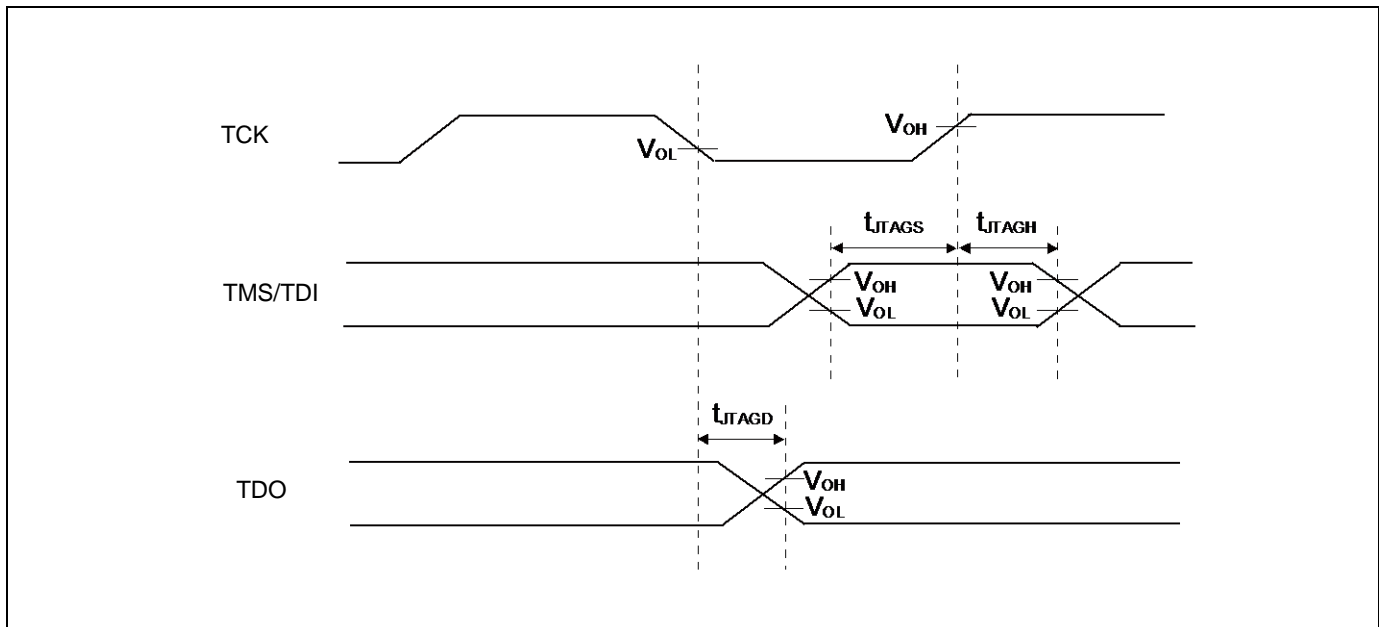 TCK
VOL
VOH
tJTAGS
tJTAGH
TMS/TDI
VOH
VOL
VOH
VOL
tJTAGD
TDO
VOH
VOL